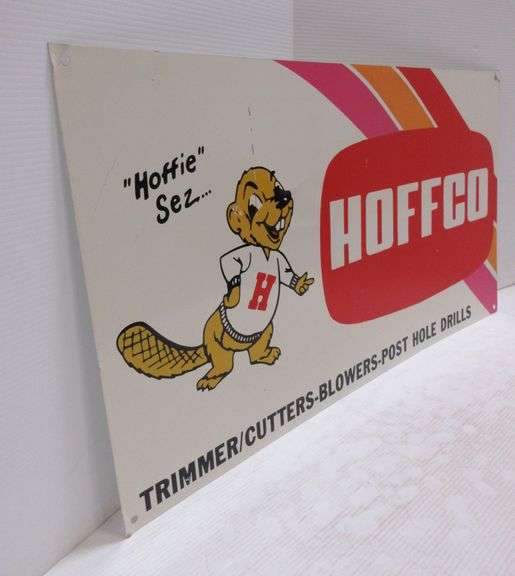 "Hoffie"
Sez...
H
HOFFCO
TRIMMER/CUTTERS-BLOWERS-POST HOLE DRILLS